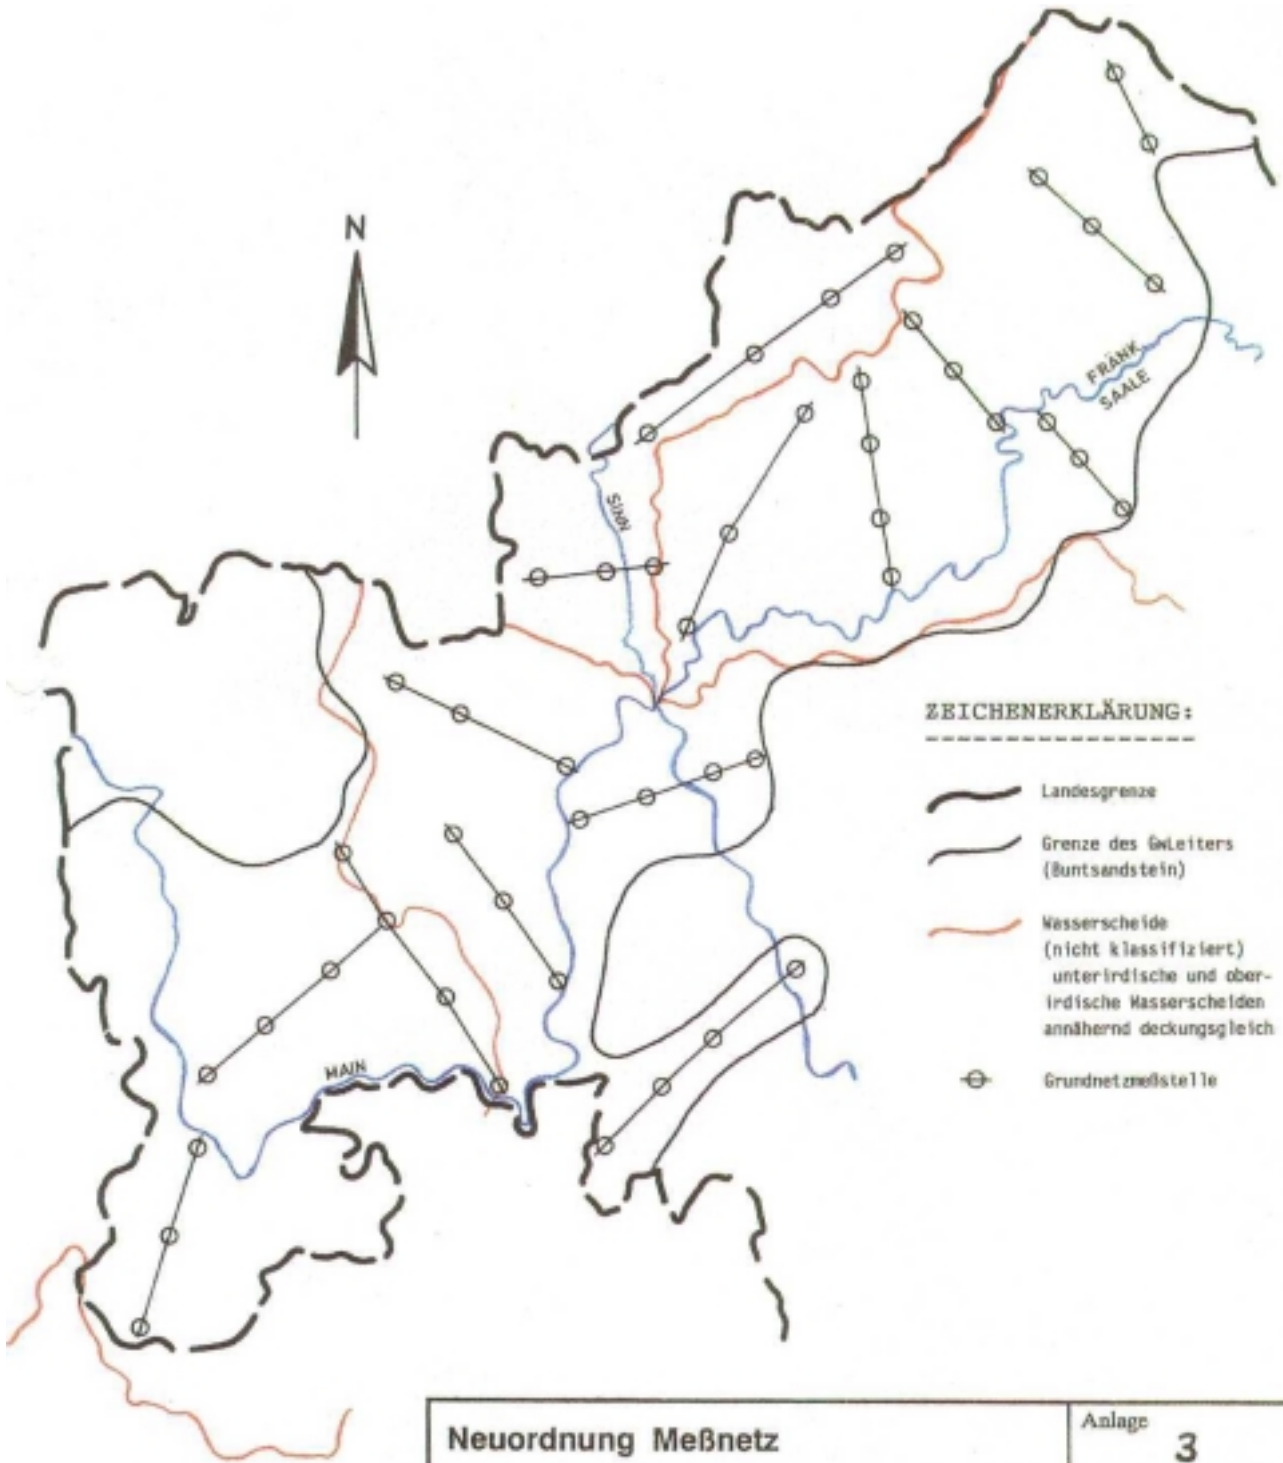 N
FRÄNK
SAALE
SINN
MAIN
ZEICHENERKLÄRUNG:
Landesgrenze
Grenze des GwLeiters
(Buntsandstein)
Wasserscheide
(nicht klassifiziert)
unterirdische und ober-
irdische Wasserscheiden
annähernd deckungsgleich
Grundnetzmeßstelle
Neuordnung Meßnetz
Anlage
3